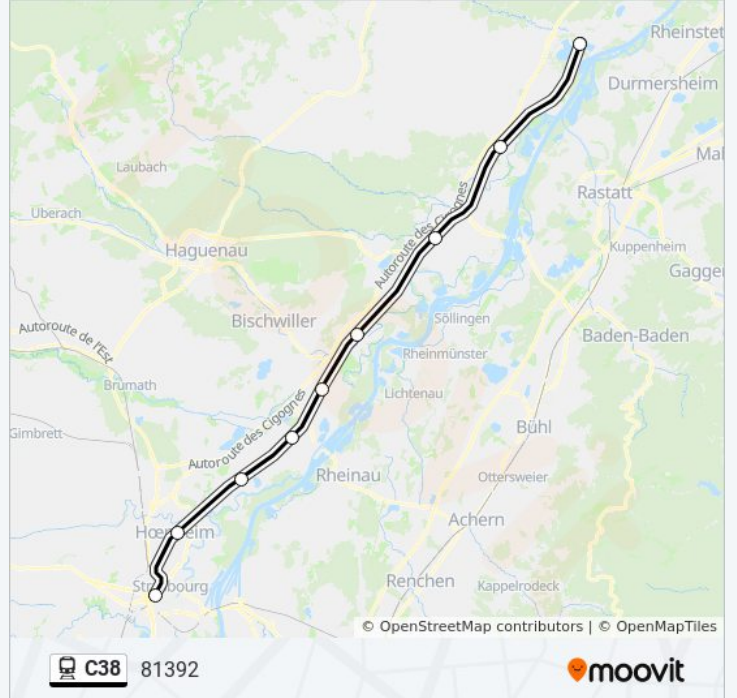 Rheinstet
Durmersheim
Mal
Laubach
Rastatt
Uberach
Autoroute des Cigognes
Haguenau
Kuppenheim
Gagge
Bischwiller
Söllingen
Autoroute de l'Est
Baden-Baden
Rheinmünster
Brumath
Lichtenau
Autoroute des Cigognes
Gimbrett
Bühl
Rheinau
Ottersweier
Achern
Hœnheim
Strasbourg
Renchen
Kappelrodeck
© OpenStreetMap contributors | © OpenMapTiles
C38 81392
moovit